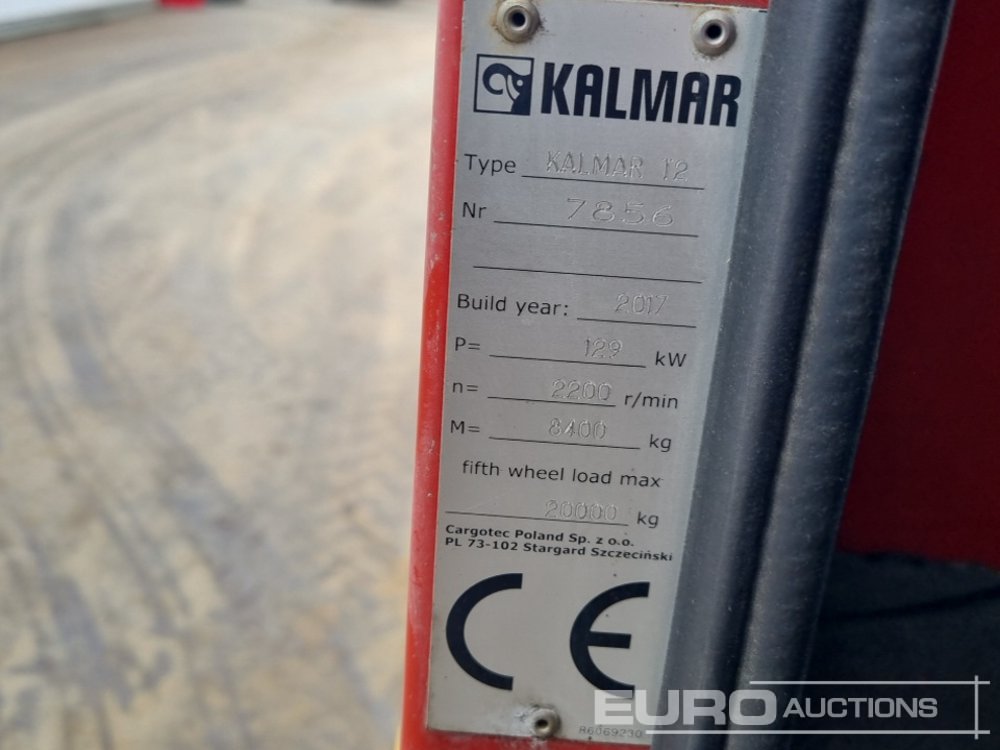 KALMAR
Type KALMAR T2
Nr 7856
Build year: 2017
P= 129 kW
n= 2200 r/min
M= 8400 kg
fifth wheel load max
20000 kg
Cargotec Poland Sp. z o.o.
PL 73-102 Stargard Szczeciński
CE
R6069230
EURO AUCTIONS